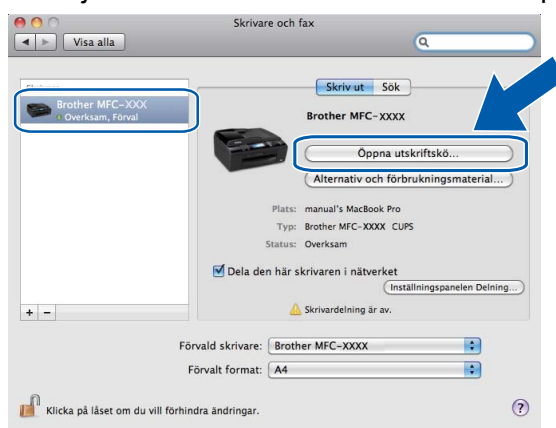 Skrivare och fax
Visa alla
Brother MFC-XXX
Overksam, Förval
Skriv ut Sök
Brother MFC-XXXX
Öppna utskriftskö...
Alternativ och förbrukningsmaterial...
Plats: manual's MacBook Pro
Typ: Brother MFC-XXXX CUPS
Status: Overksam
Dela den här skrivaren i nätverket
Inställningspanelen Delning...
Skrivardelning är av.
+ −
Förvald skrivare: Brother MFC-XXXX
Förvalt format: A4
Klicka på låset om du vill förhindra ändringar.
?